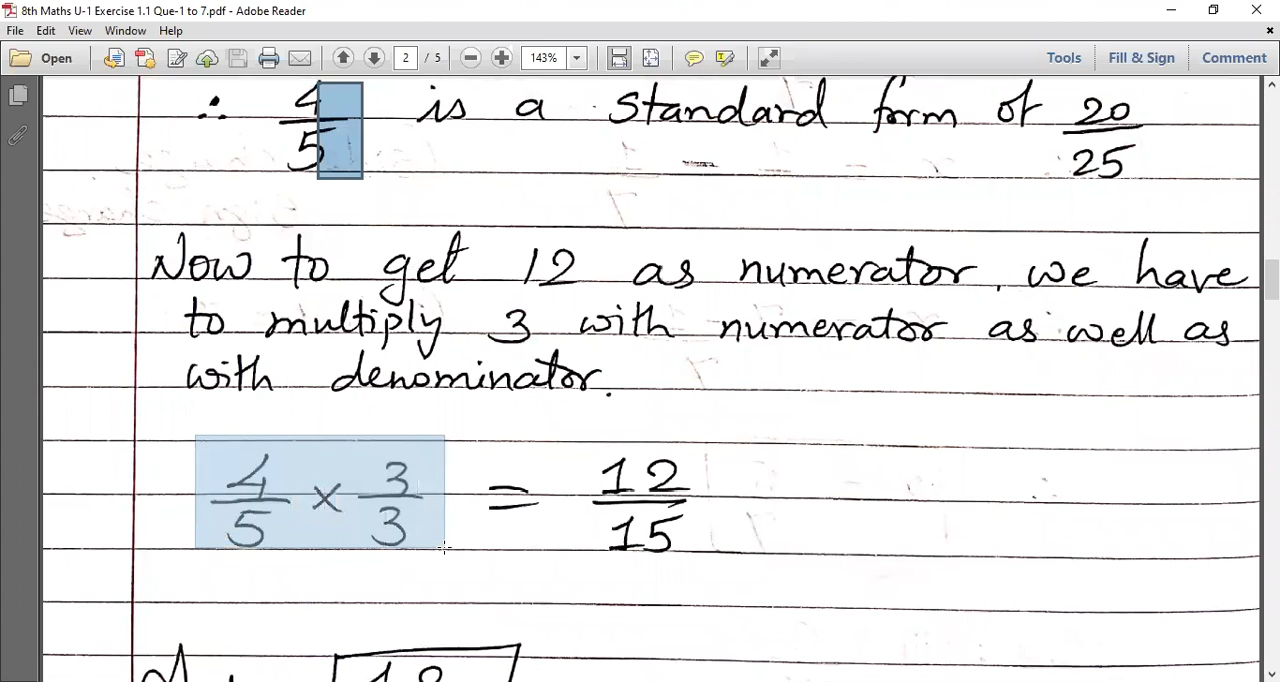 8th Maths U-1 Exercise 1.1 Que-1 to 7.pdf - Adobe Reader
File Edit View Window Help
Open 2 / 5 143% Tools Fill & Sign Comment
∴ 4/5 is a standard form of 20/25
Now to get 12 as numerator, we have
to multiply 3 with numerator as well as
with denominator.
4/5 × 3/3 = 12/15